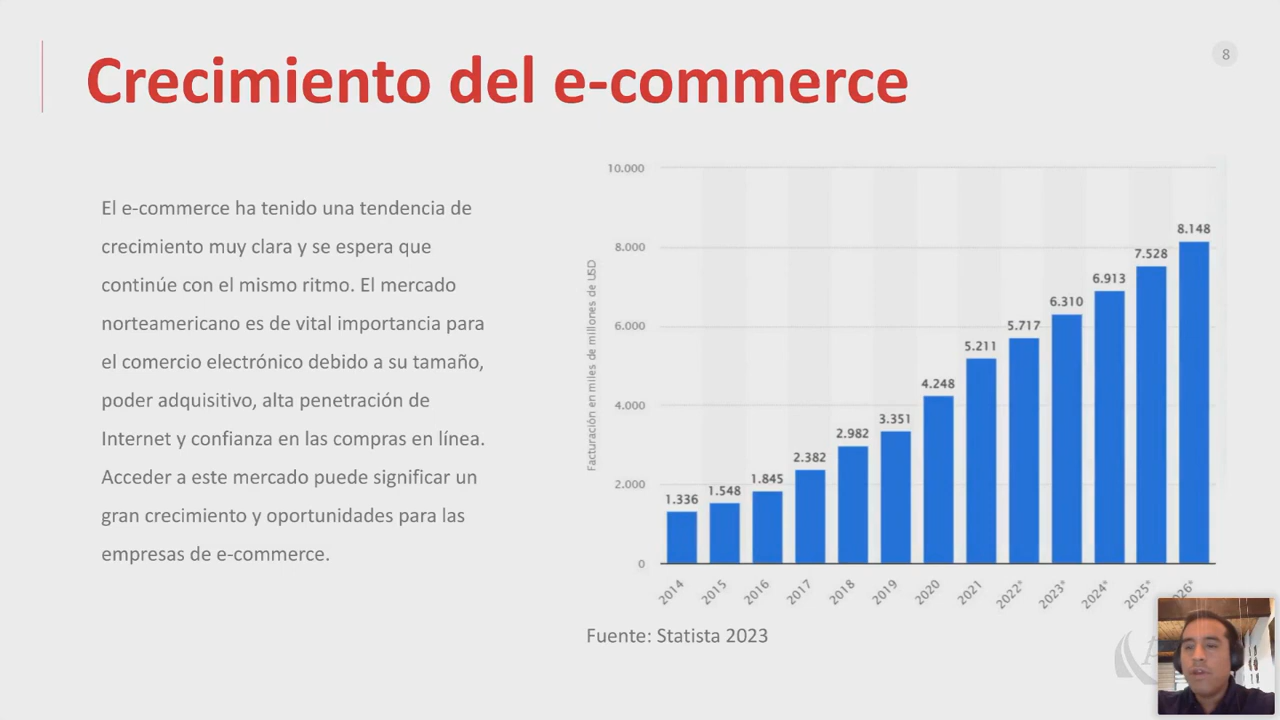 8
Crecimiento del e-commerce
El e-commerce ha tenido una tendencia de
crecimiento muy clara y se espera que
continúe con el mismo ritmo. El mercado
norteamericano es de vital importancia para
el comercio electrónico debido a su tamaño,
poder adquisitivo, alta penetración de
Internet y confianza en las compras en línea.
Acceder a este mercado puede significar un
gran crecimiento y oportunidades para las
empresas de e-commerce.
Facturación en miles de millones de USD
10.000
8.000
6.000
4.000
2.000
0
1.336
1.548
1.845
2.382
2.982
3.351
4.248
5.211
5.717
6.310
6.913
7.528
8.148
2014
2015
2016
2017
2018
2019
2020
2021
2022*
2023*
2024*
2025*
026*
Fuente: Statista 2023